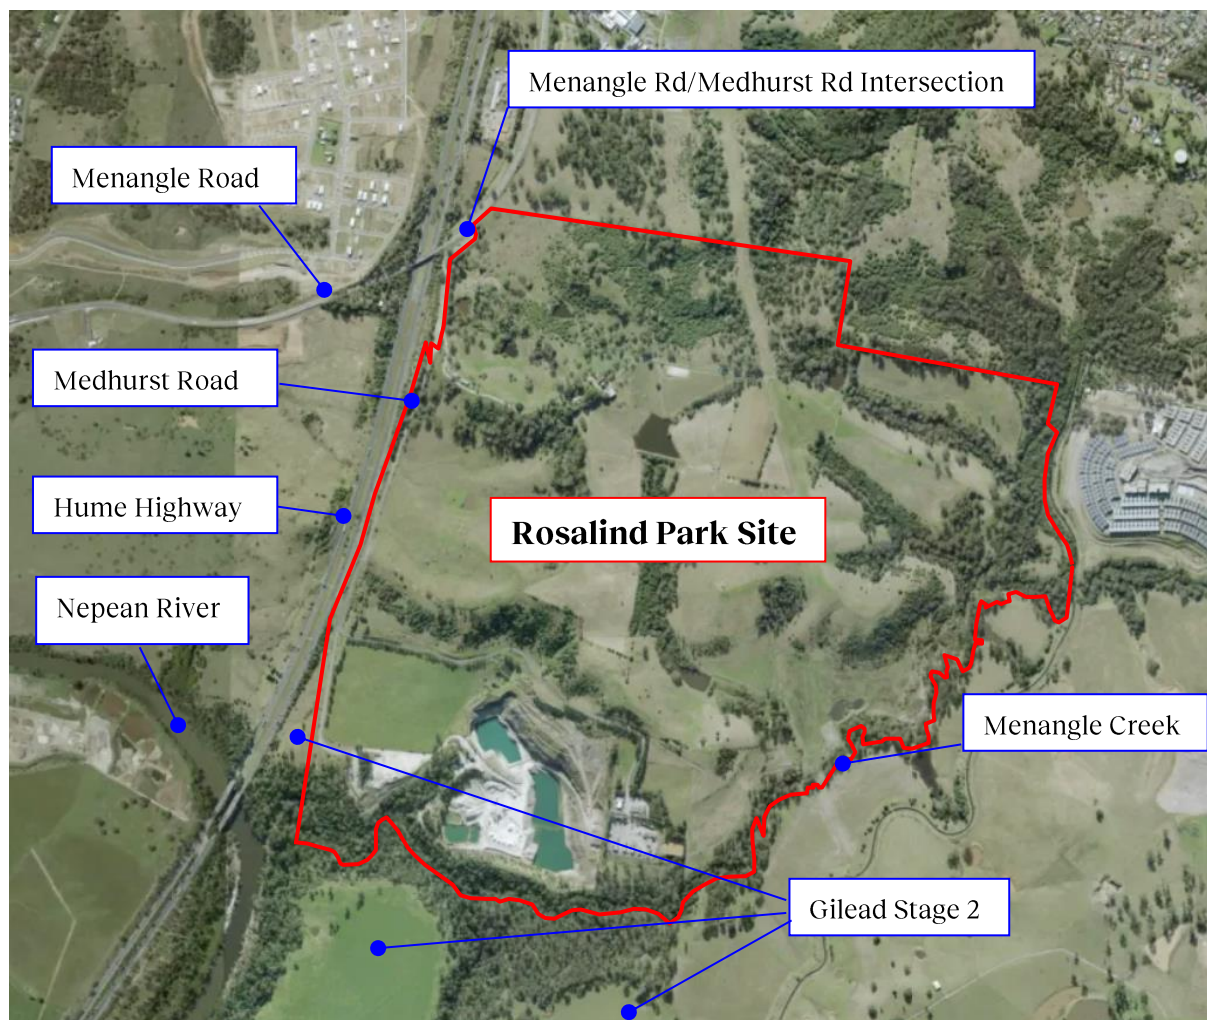 Menangle Rd/Medhurst Rd Intersection
Menangle Road
Medhurst Road
Hume Highway
Rosalind Park Site
Nepean River
Menangle Creek
Gilead Stage 2